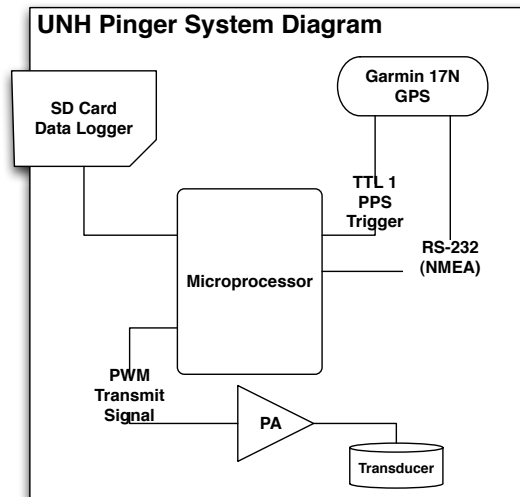 UNH Pinger System Diagram
SD Card
Data Logger
Garmin 17N
GPS
TTL 1
PPS
Trigger
RS-232
(NMEA)
Microprocessor
PWM
Transmit
Signal
PA
Transducer